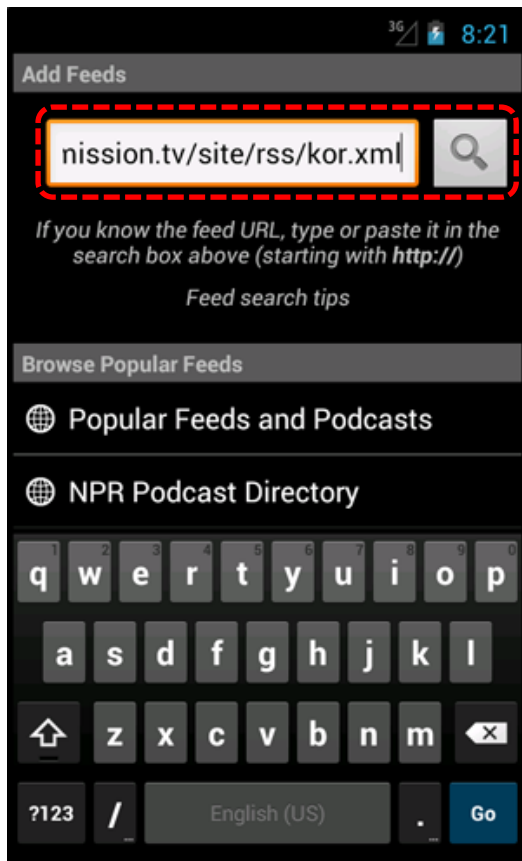 3G 8:21
Add Feeds
nission.tv/site/rss/kor.xml
If you know the feed URL, type or paste it in the
search box above (starting with http://)
Feed search tips
Browse Popular Feeds
Popular Feeds and Podcasts
NPR Podcast Directory
1 2 3 4 5 6 7 8 9 0
q w e r t y u i o p
a s d f g h j k l
z x c v b n m
?123 / English (US) . Go